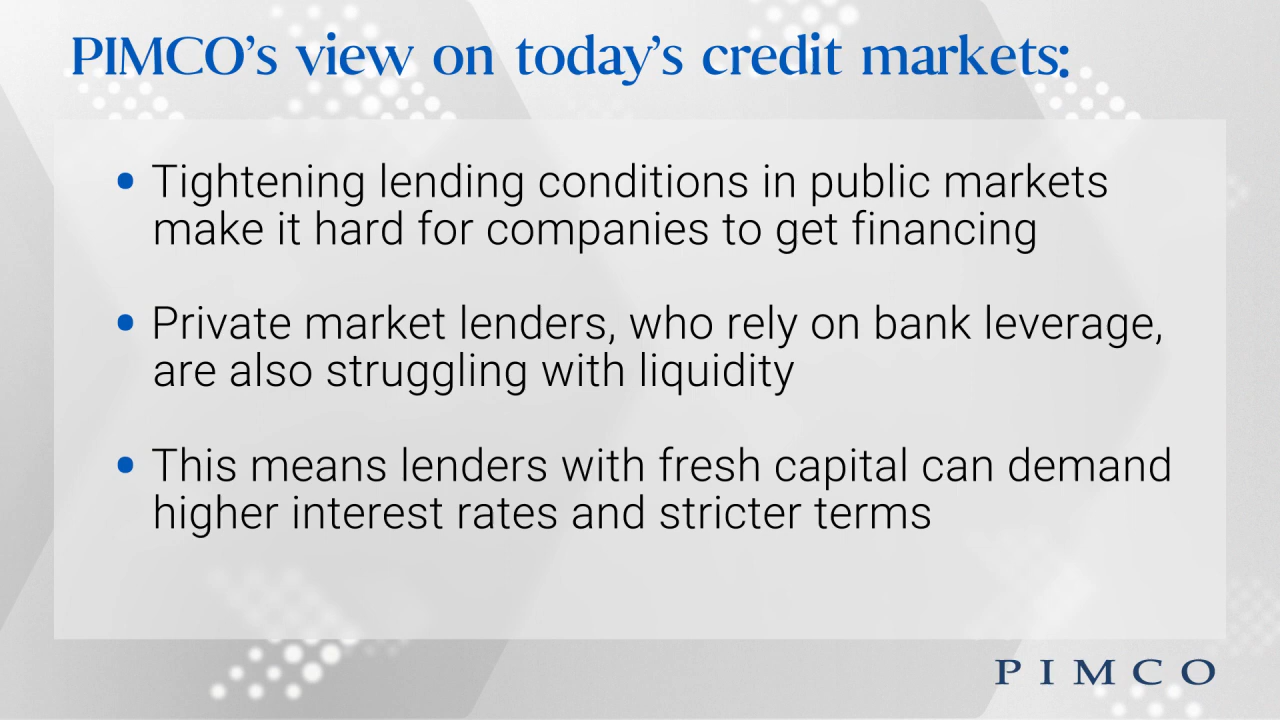 PIMCO’s view on today’s credit markets:
• Tightening lending conditions in public markets
make it hard for companies to get financing
• Private market lenders, who rely on bank leverage,
are also struggling with liquidity
• This means lenders with fresh capital can demand
higher interest rates and stricter terms
PIMCO